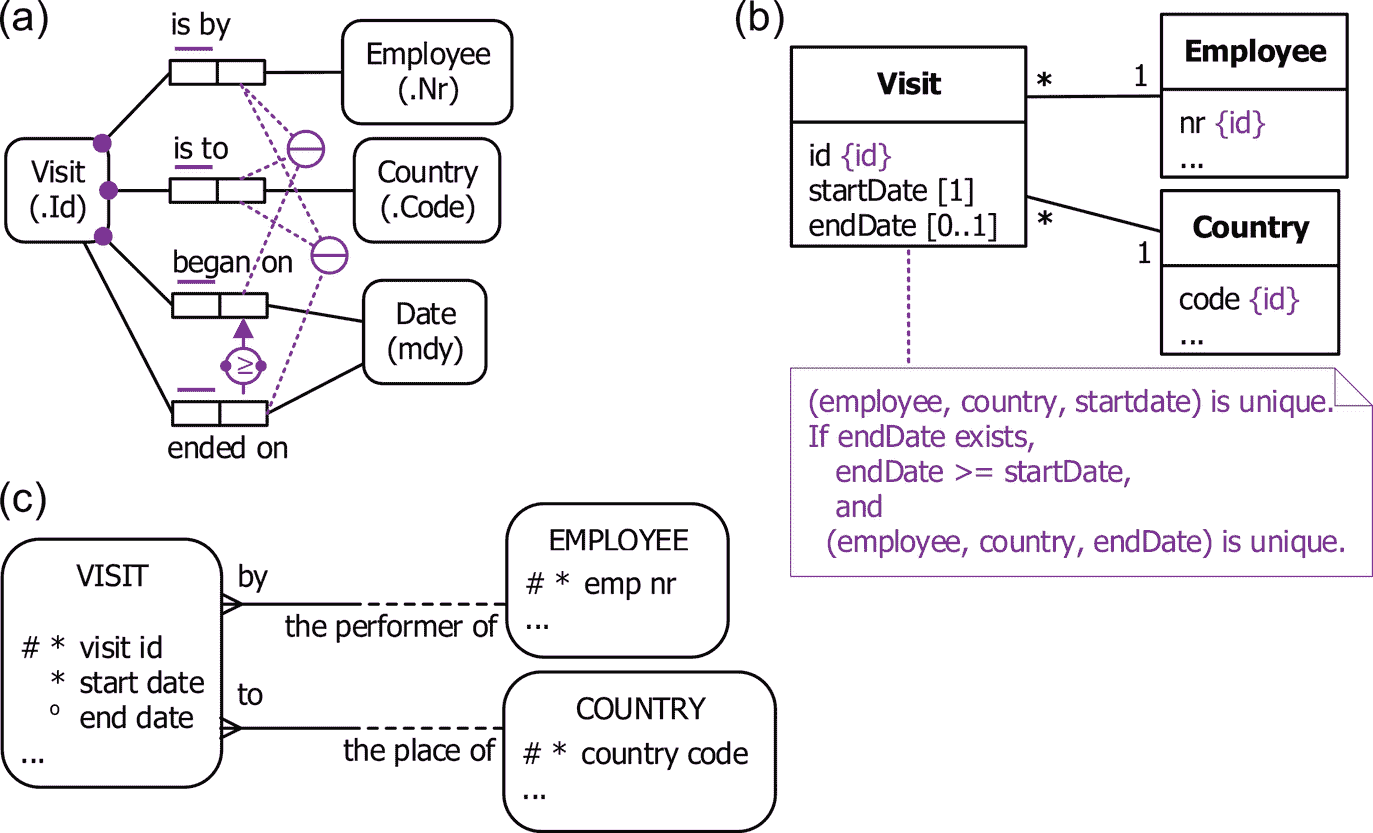 (a)
is by
Employee
(.Nr)
Visit
(.Id)
is to
Country
(.Code)
began on
Date
(mdy)
≥
ended on
(b)
Visit
id {id}
startDate [1]
endDate [0..1]
*
1
Employee
nr {id}
...
*
1
Country
code {id}
...
(employee, country, startdate) is unique.
If endDate exists,
endDate >= startDate,
and
(employee, country, endDate) is unique.
(c)
VISIT
# * visit id
* start date
o end date
...
by
the performer of
EMPLOYEE
# * emp nr
...
to
the place of
COUNTRY
# * country code
...